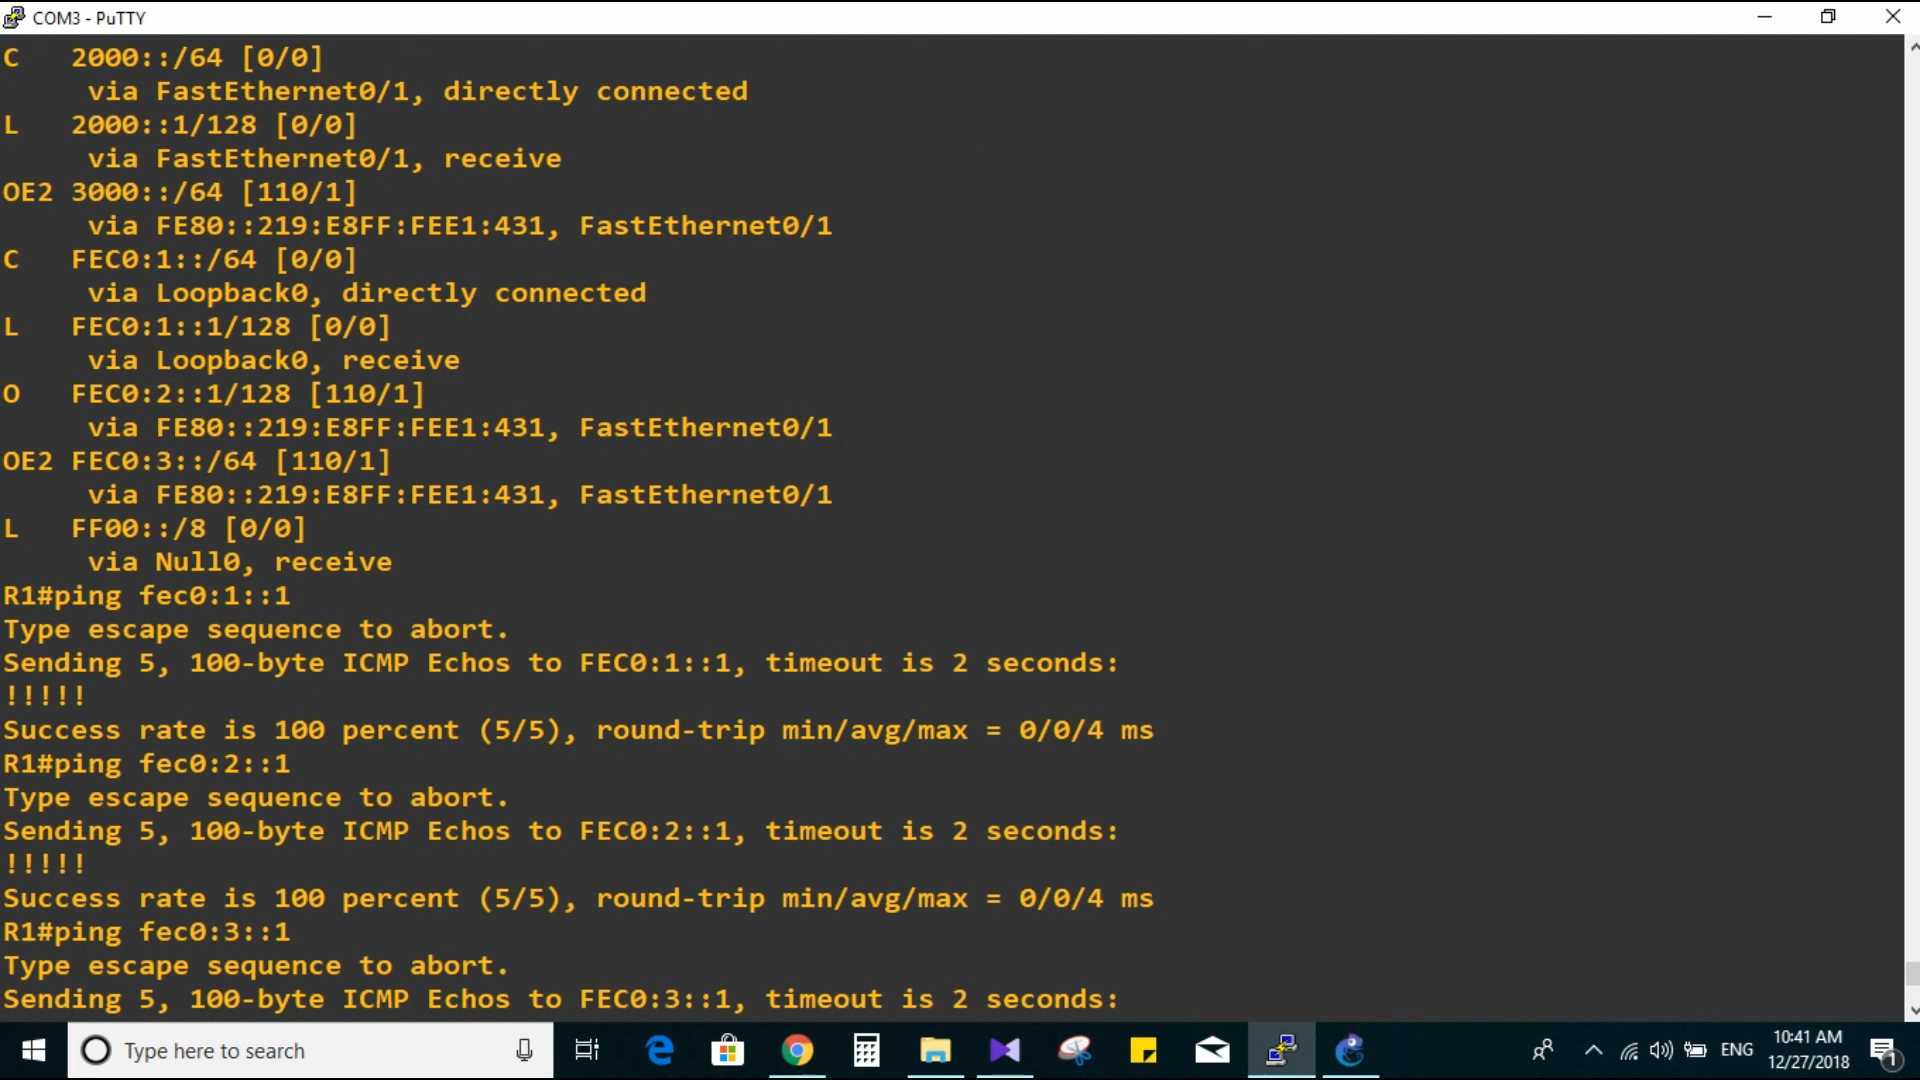 COM3 - PuTTY
C   2000::/64 [0/0]
     via FastEthernet0/1, directly connected
L   2000::1/128 [0/0]
     via FastEthernet0/1, receive
OE2 3000::/64 [110/1]
     via FE80::219:E8FF:FEE1:431, FastEthernet0/1
C   FEC0:1::/64 [0/0]
     via Loopback0, directly connected
L   FEC0:1::1/128 [0/0]
     via Loopback0, receive
O   FEC0:2::1/128 [110/1]
     via FE80::219:E8FF:FEE1:431, FastEthernet0/1
OE2 FEC0:3::/64 [110/1]
     via FE80::219:E8FF:FEE1:431, FastEthernet0/1
L   FF00::/8 [0/0]
     via Null0, receive
R1#ping fec0:1::1
Type escape sequence to abort.
Sending 5, 100-byte ICMP Echos to FEC0:1::1, timeout is 2 seconds:
!!!!!
Success rate is 100 percent (5/5), round-trip min/avg/max = 0/0/4 ms
R1#ping fec0:2::1
Type escape sequence to abort.
Sending 5, 100-byte ICMP Echos to FEC0:2::1, timeout is 2 seconds:
!!!!!
Success rate is 100 percent (5/5), round-trip min/avg/max = 0/0/4 ms
R1#ping fec0:3::1
Type escape sequence to abort.
Sending 5, 100-byte ICMP Echos to FEC0:3::1, timeout is 2 seconds:
Type here to search
ENG
10:41 AM
12/27/2018
1